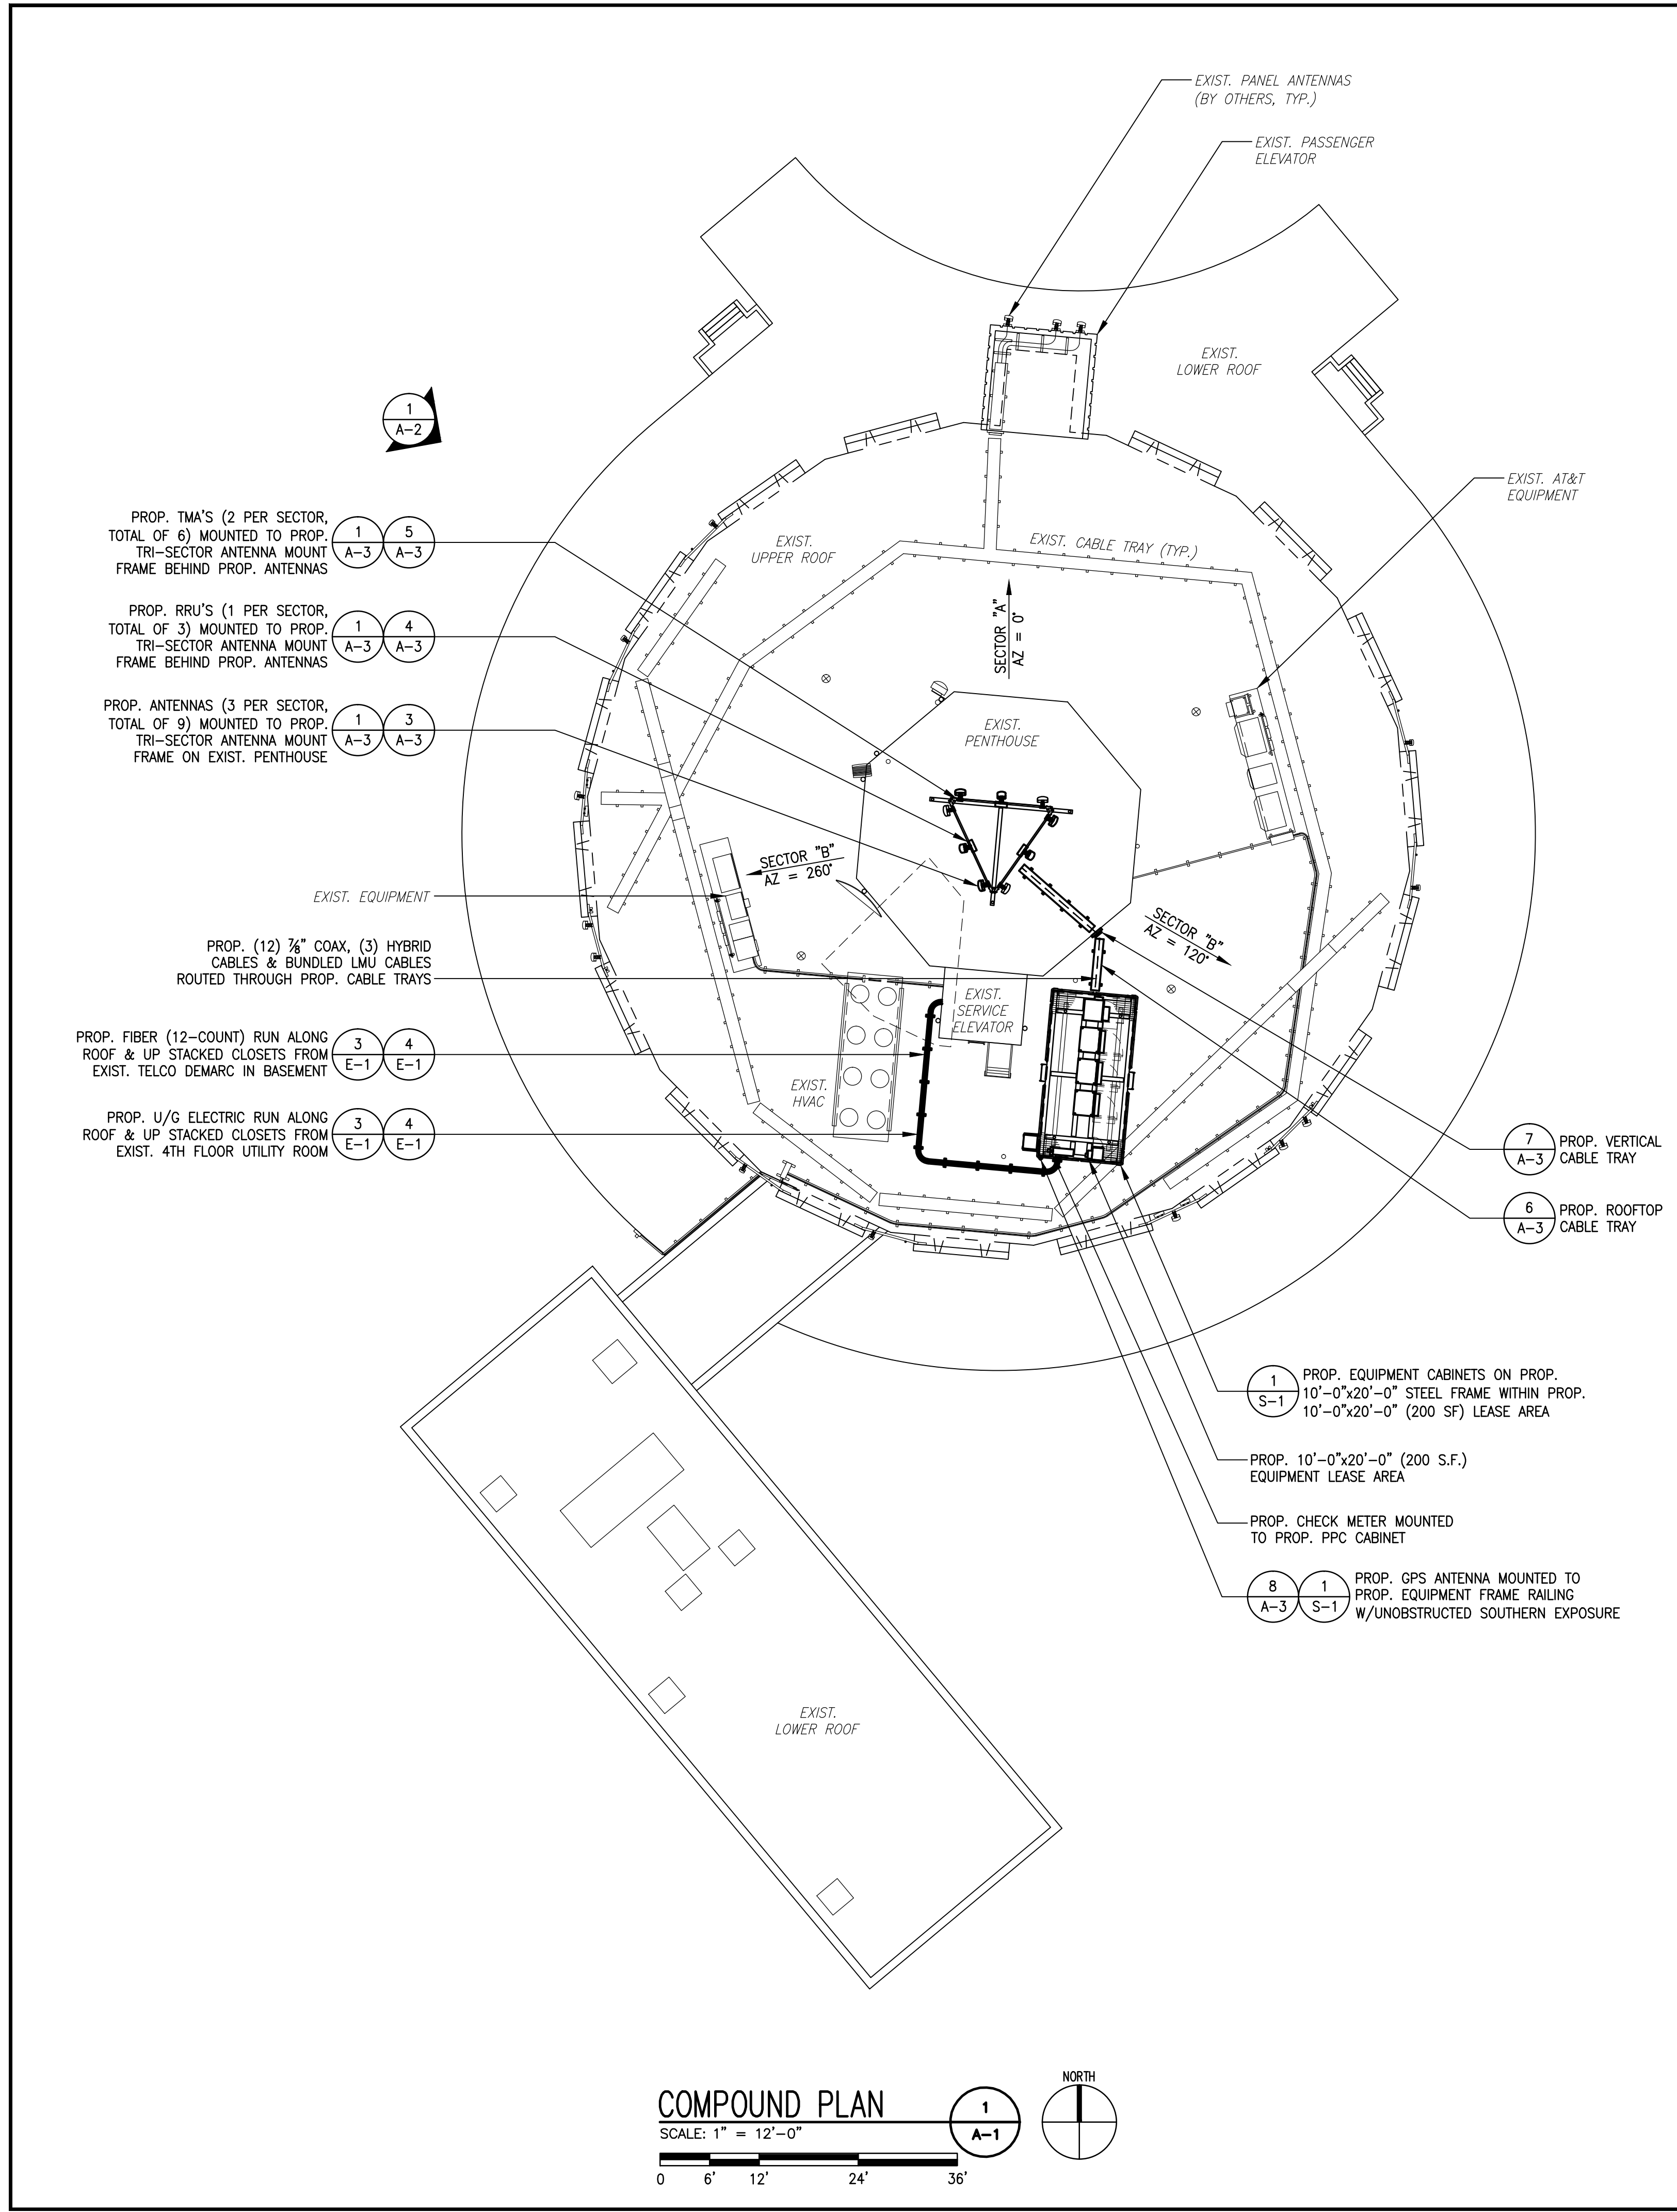 EXIST. PANEL ANTENNAS
(BY OTHERS, TYP.)
EXIST. PASSENGER
ELEVATOR
EXIST.
LOWER ROOF
1
A-2
EXIST. AT&T
EQUIPMENT
PROP. TMA'S (2 PER SECTOR,
TOTAL OF 6) MOUNTED TO PROP.
TRI-SECTOR ANTENNA MOUNT
FRAME BEHIND PROP. ANTENNAS
1
A-3
5
A-3
EXIST.
UPPER ROOF
EXIST. CABLE TRAY (TYP.)
SECTOR "A"
AZ = 0°
PROP. RRU'S (1 PER SECTOR,
TOTAL OF 3) MOUNTED TO PROP.
TRI-SECTOR ANTENNA MOUNT
FRAME BEHIND PROP. ANTENNAS
1
A-3
4
A-3
PROP. ANTENNAS (3 PER SECTOR,
TOTAL OF 9) MOUNTED TO PROP.
TRI-SECTOR ANTENNA MOUNT
FRAME ON EXIST. PENTHOUSE
1
A-3
3
A-3
EXIST.
PENTHOUSE
SECTOR "B"
AZ = 260°
EXIST. EQUIPMENT
SECTOR "B"
AZ = 120°
PROP. (12) ⅞" COAX, (3) HYBRID
CABLES & BUNDLED LMU CABLES
ROUTED THROUGH PROP. CABLE TRAYS
EXIST.
SERVICE
ELEVATOR
PROP. FIBER (12-COUNT) RUN ALONG
ROOF & UP STACKED CLOSETS FROM
EXIST. TELCO DEMARC IN BASEMENT
3
E-1
4
E-1
EXIST.
HVAC
PROP. U/G ELECTRIC RUN ALONG
ROOF & UP STACKED CLOSETS FROM
EXIST. 4TH FLOOR UTILITY ROOM
3
E-1
4
E-1
7
A-3
PROP. VERTICAL
CABLE TRAY
6
A-3
PROP. ROOFTOP
CABLE TRAY
1
S-1
PROP. EQUIPMENT CABINETS ON PROP.
10'-0"x20'-0" STEEL FRAME WITHIN PROP.
10'-0"x20'-0" (200 SF) LEASE AREA
PROP. 10'-0"x20'-0" (200 S.F.)
EQUIPMENT LEASE AREA
PROP. CHECK METER MOUNTED
TO PROP. PPC CABINET
8
A-3
1
S-1
PROP. GPS ANTENNA MOUNTED TO
PROP. EQUIPMENT FRAME RAILING
W/UNOBSTRUCTED SOUTHERN EXPOSURE
EXIST.
LOWER ROOF
COMPOUND PLAN
SCALE: 1" = 12'-0"
1
A-1
NORTH
0 6' 12' 24' 36'